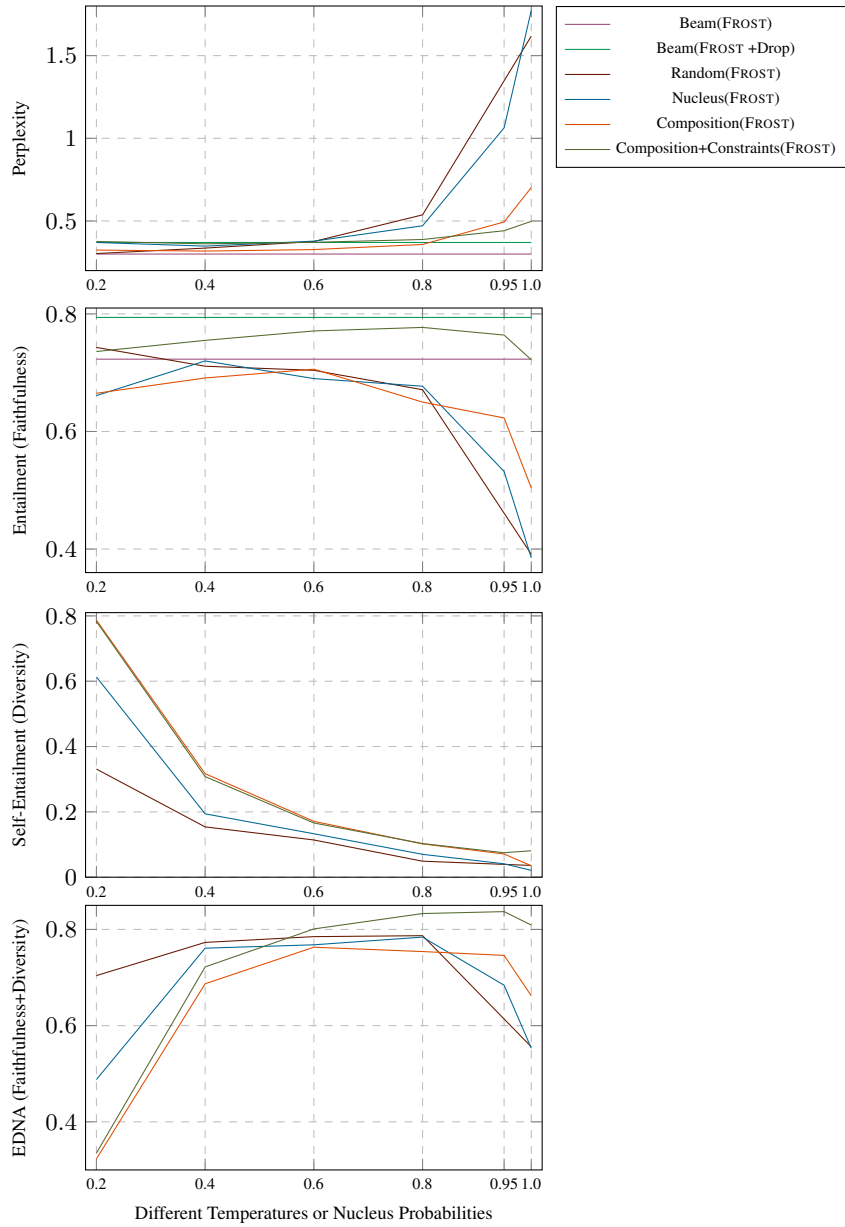 Beam(FROST)
Beam(FROST +Drop)
Random(FROST)
Nucleus(FROST)
Composition(FROST)
Composition+Constraints(FROST)
Perplexity
1.5
1
0.5
0.2 0.4 0.6 0.8 0.95 1.0
Entailment (Faithfulness)
0.8
0.6
0.4
0.2 0.4 0.6 0.8 0.95 1.0
Self-Entailment (Diversity)
0.8
0.6
0.4
0.2
0
0.2 0.4 0.6 0.8 0.95 1.0
EDNA (Faithfulness+Diversity)
0.8
0.6
0.4
0.2 0.4 0.6 0.8 0.95 1.0
Different Temperatures or Nucleus Probabilities